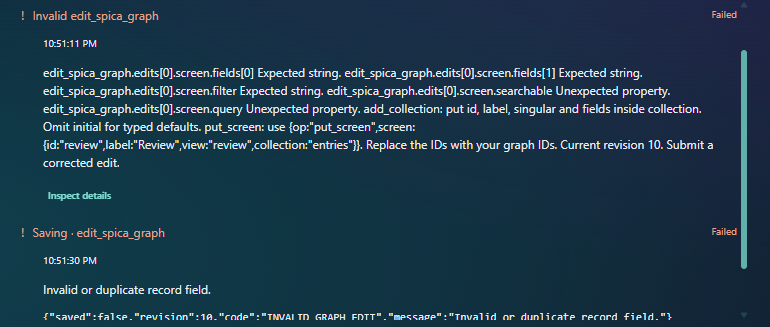 ! Invalid edit_spica_graph Failed
10:51:11 PM
edit_spica_graph.edits[0].screen.fields[0] Expected string. edit_spica_graph.edits[0].screen.fields[1] Expected string.
edit_spica_graph.edits[0].screen.filter Expected string. edit_spica_graph.edits[0].screen.searchable Unexpected property.
edit_spica_graph.edits[0].screen.query Unexpected property. add_collection: put id, label, singular and fields inside collection.
Omit initial for typed defaults. put_screen: use {op:"put_screen",screen:
{id:"review",label:"Review",view:"review",collection:"entries"}}. Replace the IDs with your graph IDs. Current revision 10. Submit a
corrected edit.
Inspect details
! Saving · edit_spica_graph Failed
10:51:30 PM
Invalid or duplicate record field.
{"saved":false,"revision":10,"code":"INVALID_GRAPH_EDIT","message":"Invalid or duplicate record field."}